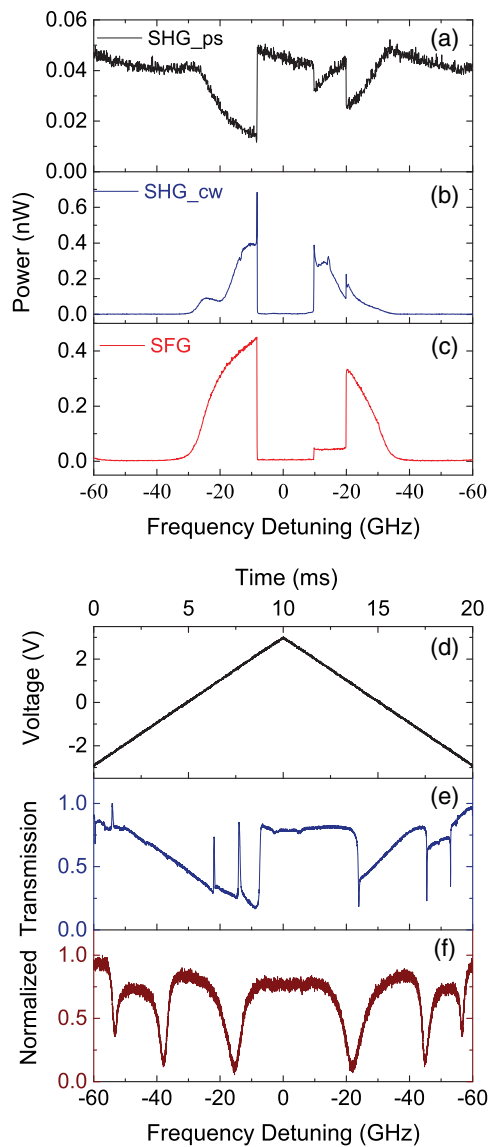 SHG_ps
(a)
0.06
0.04
0.02
0.00
SHG_cw
(b)
0.6
0.4
0.2
0.0
Power (nW)
SFG
(c)
0.4
0.2
0.0
-60 -40 -20 0 -20 -40 -60
Frequency Detuning (GHz)
Time (ms)
0 5 10 15 20
(d)
Voltage (V)
2
0
-2
(e)
1.0
0.5
0.0
Normalized Transmission
(f)
1.0
0.5
0.0
-60 -40 -20 0 -20 -40 -60
Frequency Detuning (GHz)